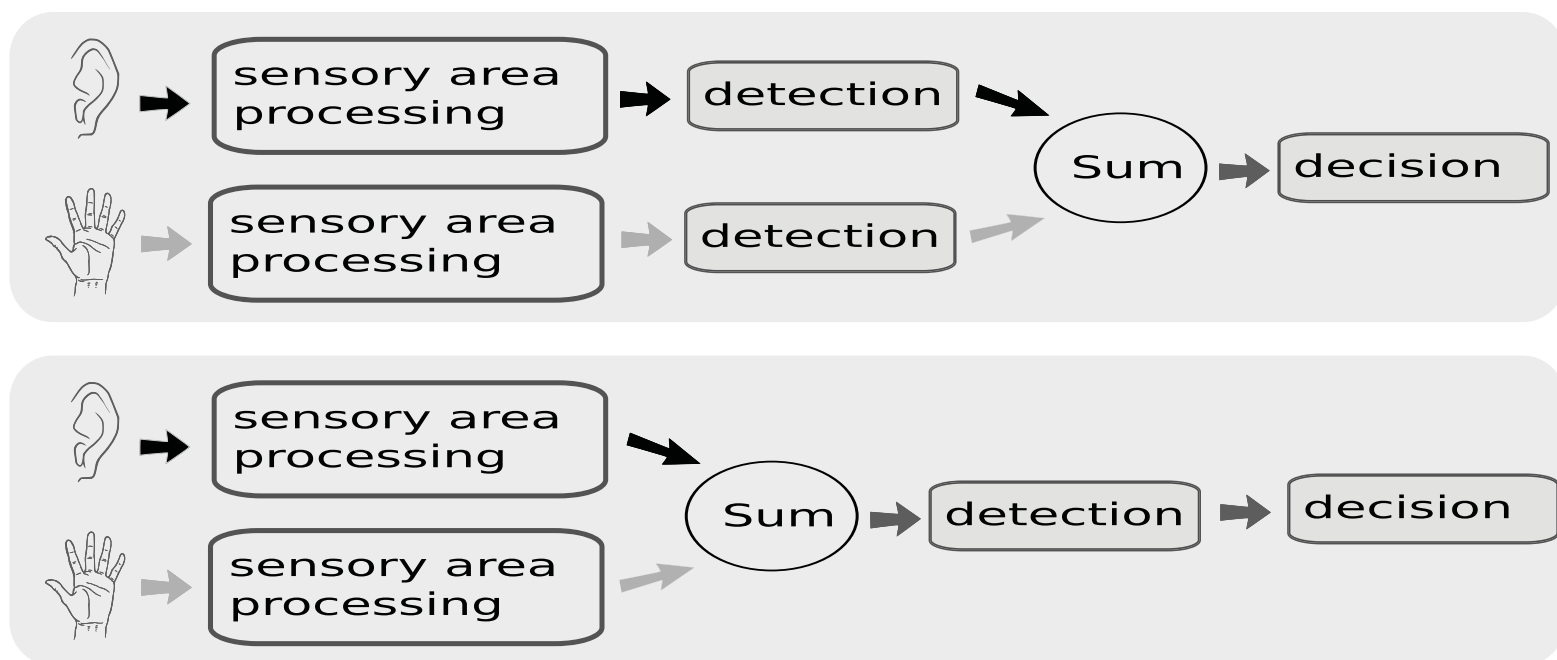 sensory area
processing
detection
Sum
decision
sensory area
processing
detection
sensory area
processing
Sum
detection
decision
sensory area
processing